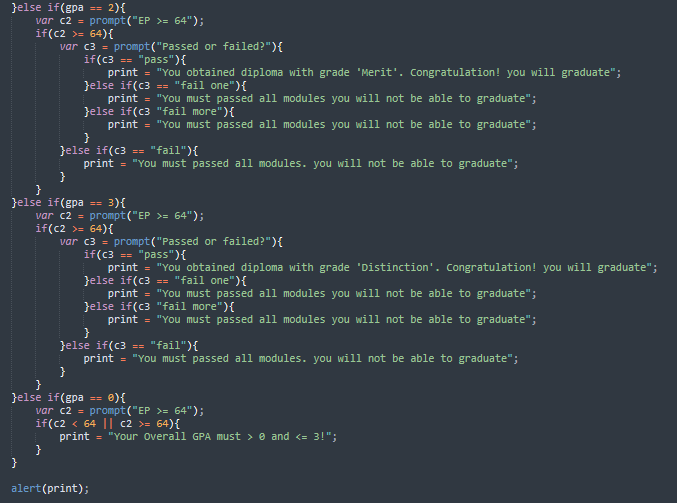 }else if(gpa == 2){
var c2 = prompt("EP >= 64");
if(c2 >= 64){
var c3 = prompt("Passed or failed?"){
if(c3 == "pass"){
print = "You obtained diploma with grade 'Merit'. Congratulation! you will graduate";
}else if(c3 == "fail one"){
print = "You must passed all modules you will not be able to graduate";
}else if(c3 "fail more"){
print = "You must passed all modules you will not be able to graduate";
}
}else if(c3 == "fail"){
print = "You must passed all modules. you will not be able to graduate";
}
}
}else if(gpa == 3){
var c2 = prompt("EP >= 64");
if(c2 >= 64){
var c3 = prompt("Passed or failed?"){
if(c3 == "pass"){
print = "You obtained diploma with grade 'Distinction'. Congratulation! you will graduate";
}else if(c3 == "fail one"){
print = "You must passed all modules you will not be able to graduate";
}else if(c3 "fail more"){
print = "You must passed all modules you will not be able to graduate";
}
}else if(c3 == "fail"){
print = "You must passed all modules. you will not be able to graduate";
}
}
}else if(gpa == 0){
var c2 = prompt("EP >= 64");
if(c2 < 64 || c2 >= 64){
print = "Your Overall GPA must > 0 and <= 3!";
}
}
alert(print);